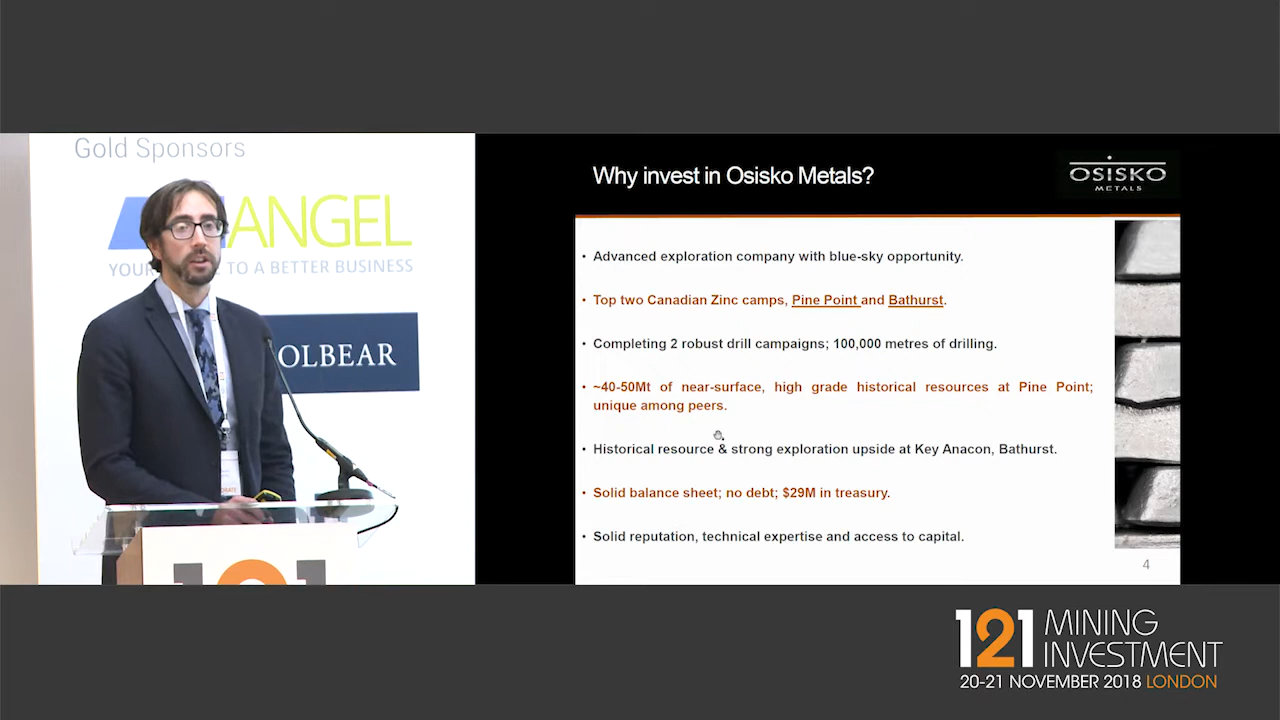 Gold Sponsors
ANGEL
YOUR
TO A BETTER BUSINESS
OLBEAR
121
Why invest in Osisko Metals?
OSISKO
METALS
• Advanced exploration company with blue-sky opportunity.
• Top two Canadian Zinc camps, Pine Point and Bathurst.
• Completing 2 robust drill campaigns; 100,000 metres of drilling.
• ~40-50Mt of near-surface, high grade historical resources at Pine Point;
unique among peers.
• Historical resource & strong exploration upside at Key Anacon, Bathurst.
• Solid balance sheet; no debt; $29M in treasury.
• Solid reputation, technical expertise and access to capital.
4
121 MINING
INVESTMENT
20-21 NOVEMBER 2018 LONDON